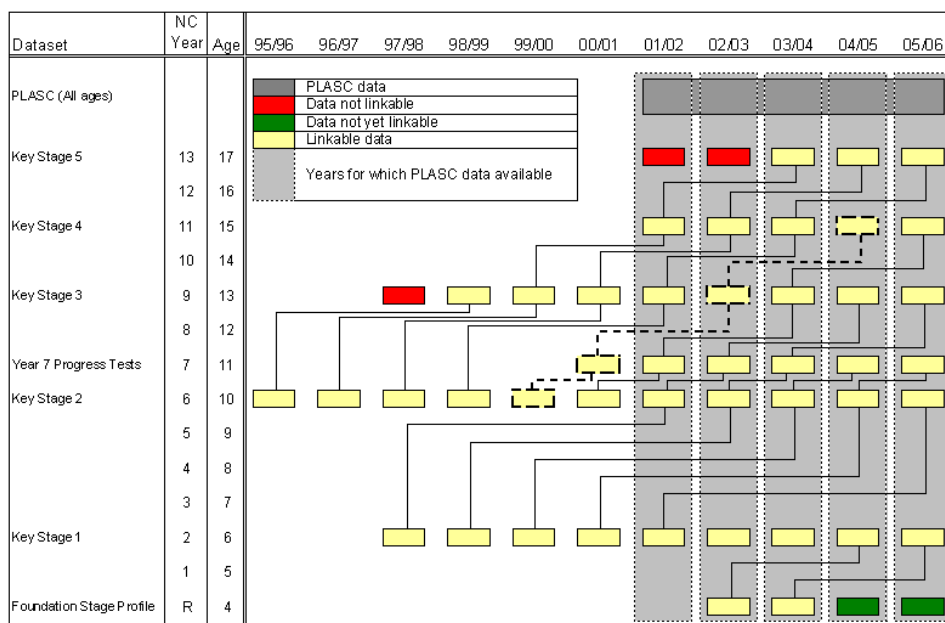 NC
Dataset Year Age 95/96 96/97 97/98 98/99 99/00 00/01 01/02 02/03 03/04 04/05 05/06
PLASC data
PLASC (All ages)
Data not linkable
Data not yet linkable
Linkable data
Key Stage 5 13 17
Years for which PLASC data available
12 16
Key Stage 4 11 15
10 14
Key Stage 3 9 13
8 12
Year 7 Progress Tests 7 11
Key Stage 2 6 10
5 9
4 8
3 7
Key Stage 1 2 6
1 5
Foundation Stage Profile R 4